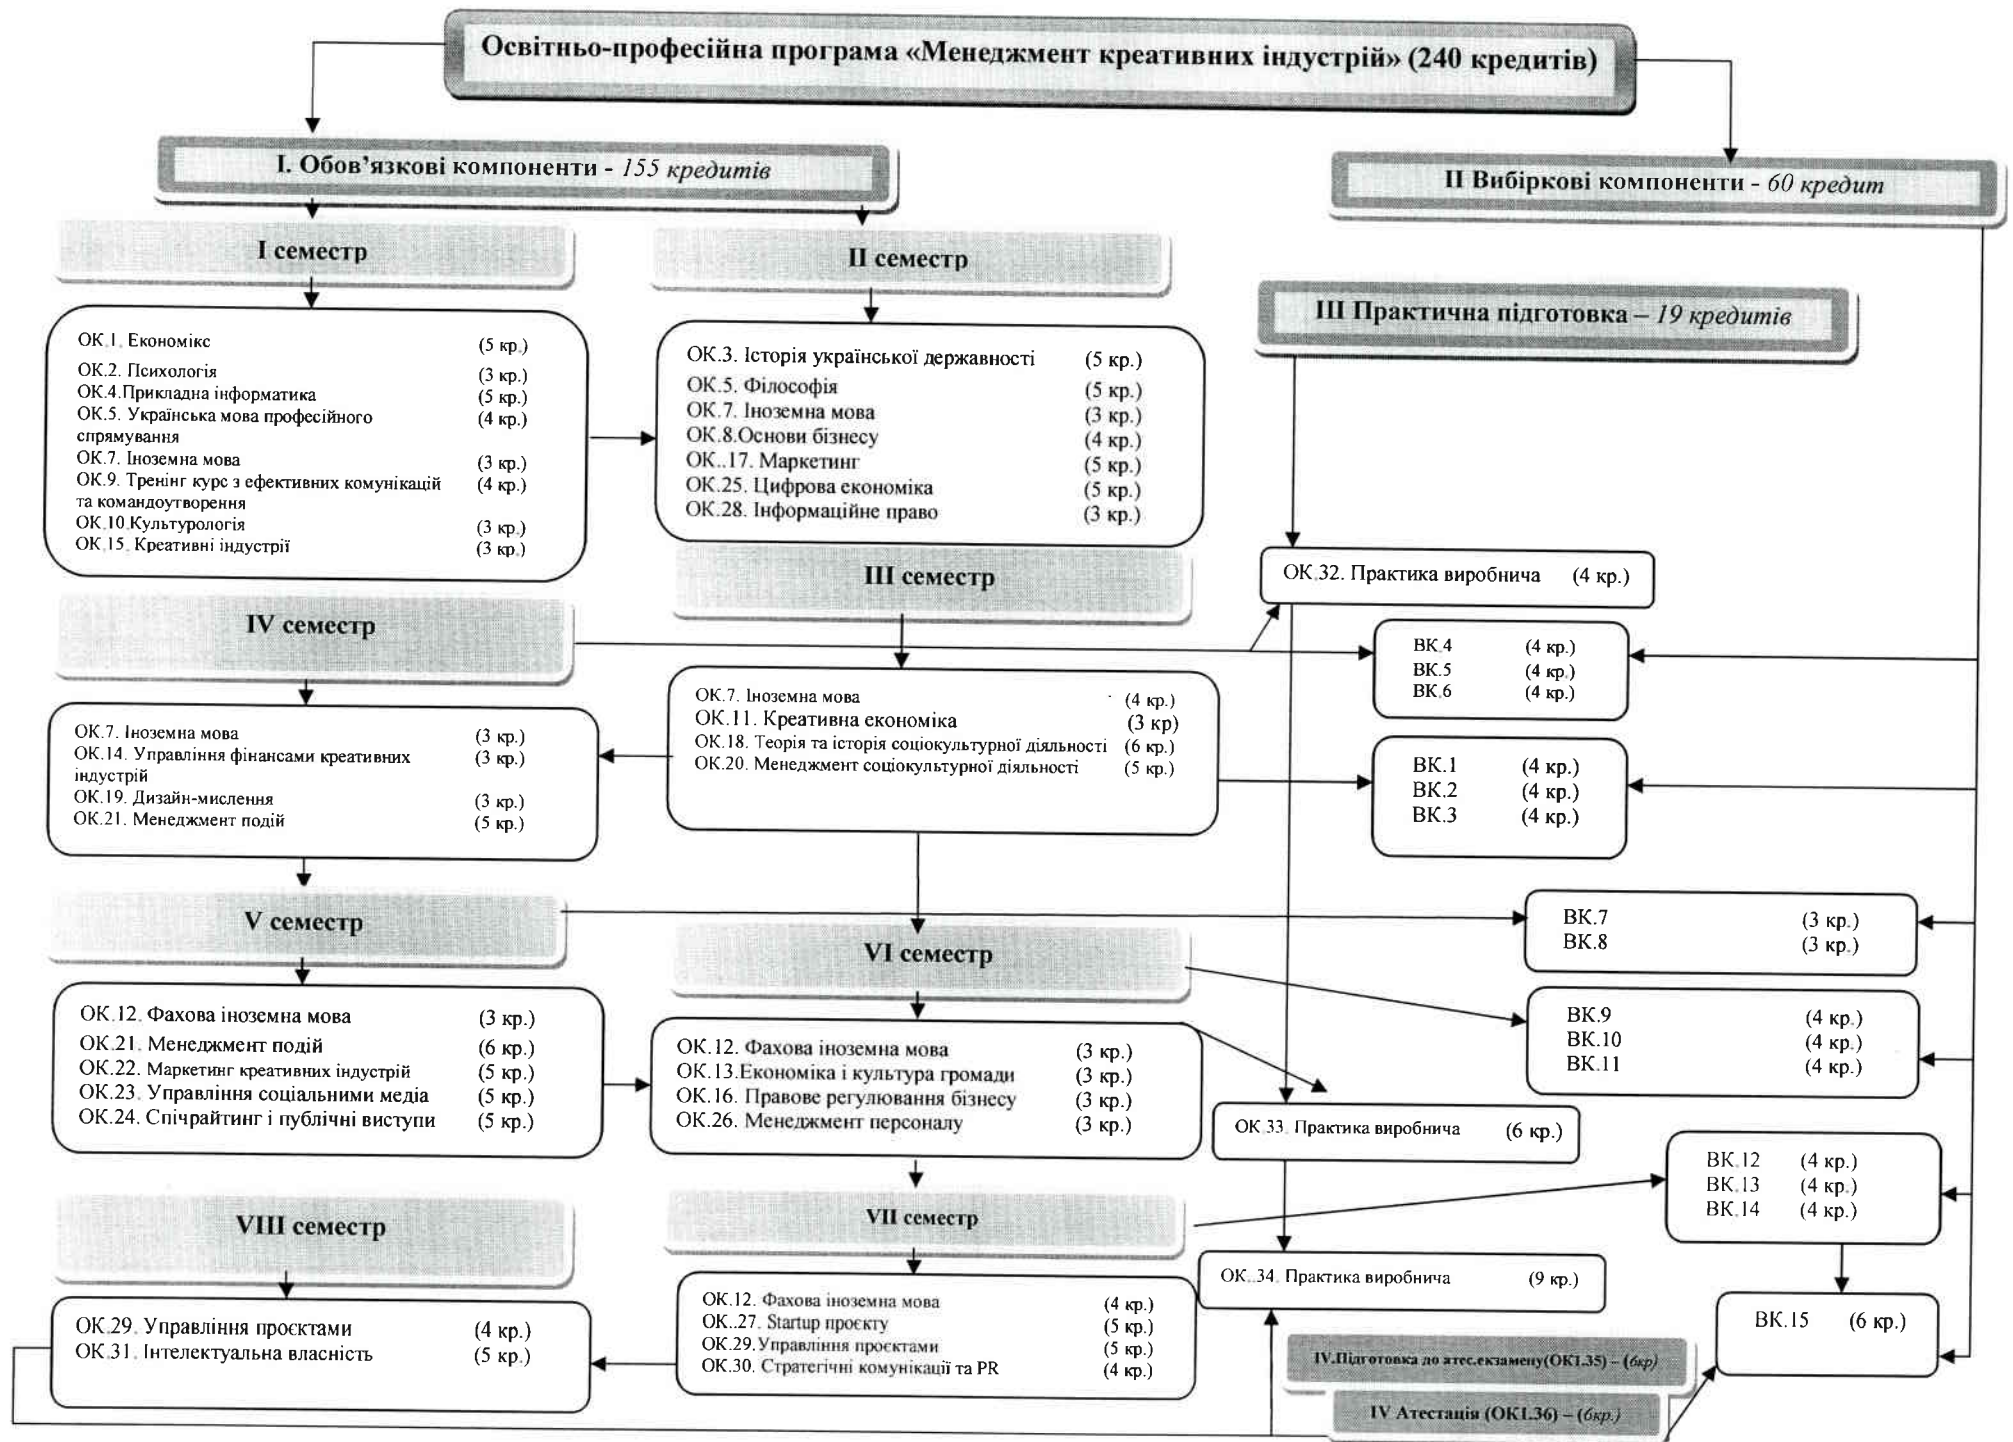 Освітньо-професійна програма «Менеджмент креативних індустрій» (240 кредитів)
І. Обов’язкові компоненти - 155 кредитів
ІІ Вибіркові компоненти - 60 кредит
І семестр
ІІ семестр
ІІІ Практична підготовка – 19 кредитів
ОК.1. Економікс (5 кр.)
ОК.2. Психологія (3 кр.)
ОК.4.Прикладна інформатика (5 кр.)
ОК.5. Українська мова професійного (4 кр.)
спрямування
ОК.7. Іноземна мова (3 кр.)
ОК.9. Тренінг курс з ефективних комунікацій (4 кр.)
та командоутворення
ОК.10.Культурологія (3 кр.)
ОК.15. Креативні індустрії (3 кр.)
ОК.3. Історія української державності (5 кр.)
ОК.5. Філософія (5 кр.)
ОК.7. Іноземна мова (3 кр.)
ОК.8.Основи бізнесу (4 кр.)
ОК..17. Маркетинг (5 кр.)
ОК.25. Цифрова економіка (5 кр.)
ОК.28. Інформаційне право (3 кр.)
ІІІ семестр
ОК.32. Практика виробнича (4 кр.)
IV семестр
ВК.4 (4 кр.)
ВК.5 (4 кр.)
ВК.6 (4 кр.)
ОК.7. Іноземна мова (3 кр.)
ОК.14. Управління фінансами креативних (3 кр.)
індустрій
ОК.19. Дизайн-мислення (3 кр.)
ОК.21. Менеджмент подій (5 кр.)
ОК.7. Іноземна мова (4 кр.)
ОК.11. Креативна економіка (3 кр)
ОК.18. Теорія та історія соціокультурної діяльності (6 кр.)
ОК.20. Менеджмент соціокультурної діяльності (5 кр.)
ВК.1 (4 кр.)
ВК.2 (4 кр.)
ВК.3 (4 кр.)
V семестр
VI семестр
ВК.7 (3 кр.)
ВК.8 (3 кр.)
ОК.12. Фахова іноземна мова (3 кр.)
ОК.21. Менеджмент подій (6 кр.)
ОК.22. Маркетинг креативних індустрій (5 кр.)
ОК.23. Управління соціальними медіа (5 кр.)
ОК.24. Спічрайтинг і публічні виступи (5 кр.)
ОК.12. Фахова іноземна мова (3 кр.)
ОК.13.Економіка і культура громади (3 кр.)
ОК.16. Правове регулювання бізнесу (3 кр.)
ОК.26. Менеджмент персоналу (3 кр.)
ВК.9 (4 кр.)
ВК.10 (4 кр.)
ВК.11 (4 кр.)
ОК.33. Практика виробнича (6 кр.)
ВК.12 (4 кр.)
ВК.13 (4 кр.)
ВК.14 (4 кр.)
VIII семестр
VII семестр
ОК..34. Практика виробнича (9 кр.)
ОК.29. Управління проєктами (4 кр.)
ОК.31. Інтелектуальна власність (5 кр.)
ОК.12. Фахова іноземна мова (4 кр.)
ОК..27. Startup проєкту (5 кр.)
ОК.29.Управління проєктами (5 кр.)
ОК.30. Стратегічні комунікації та PR (4 кр.)
ВК.15 (6 кр.)
IV.Підготовка до атес.екзамену(ОК1.35) – (6кр)
IV Атестація (ОК1.36) – (6кр.)